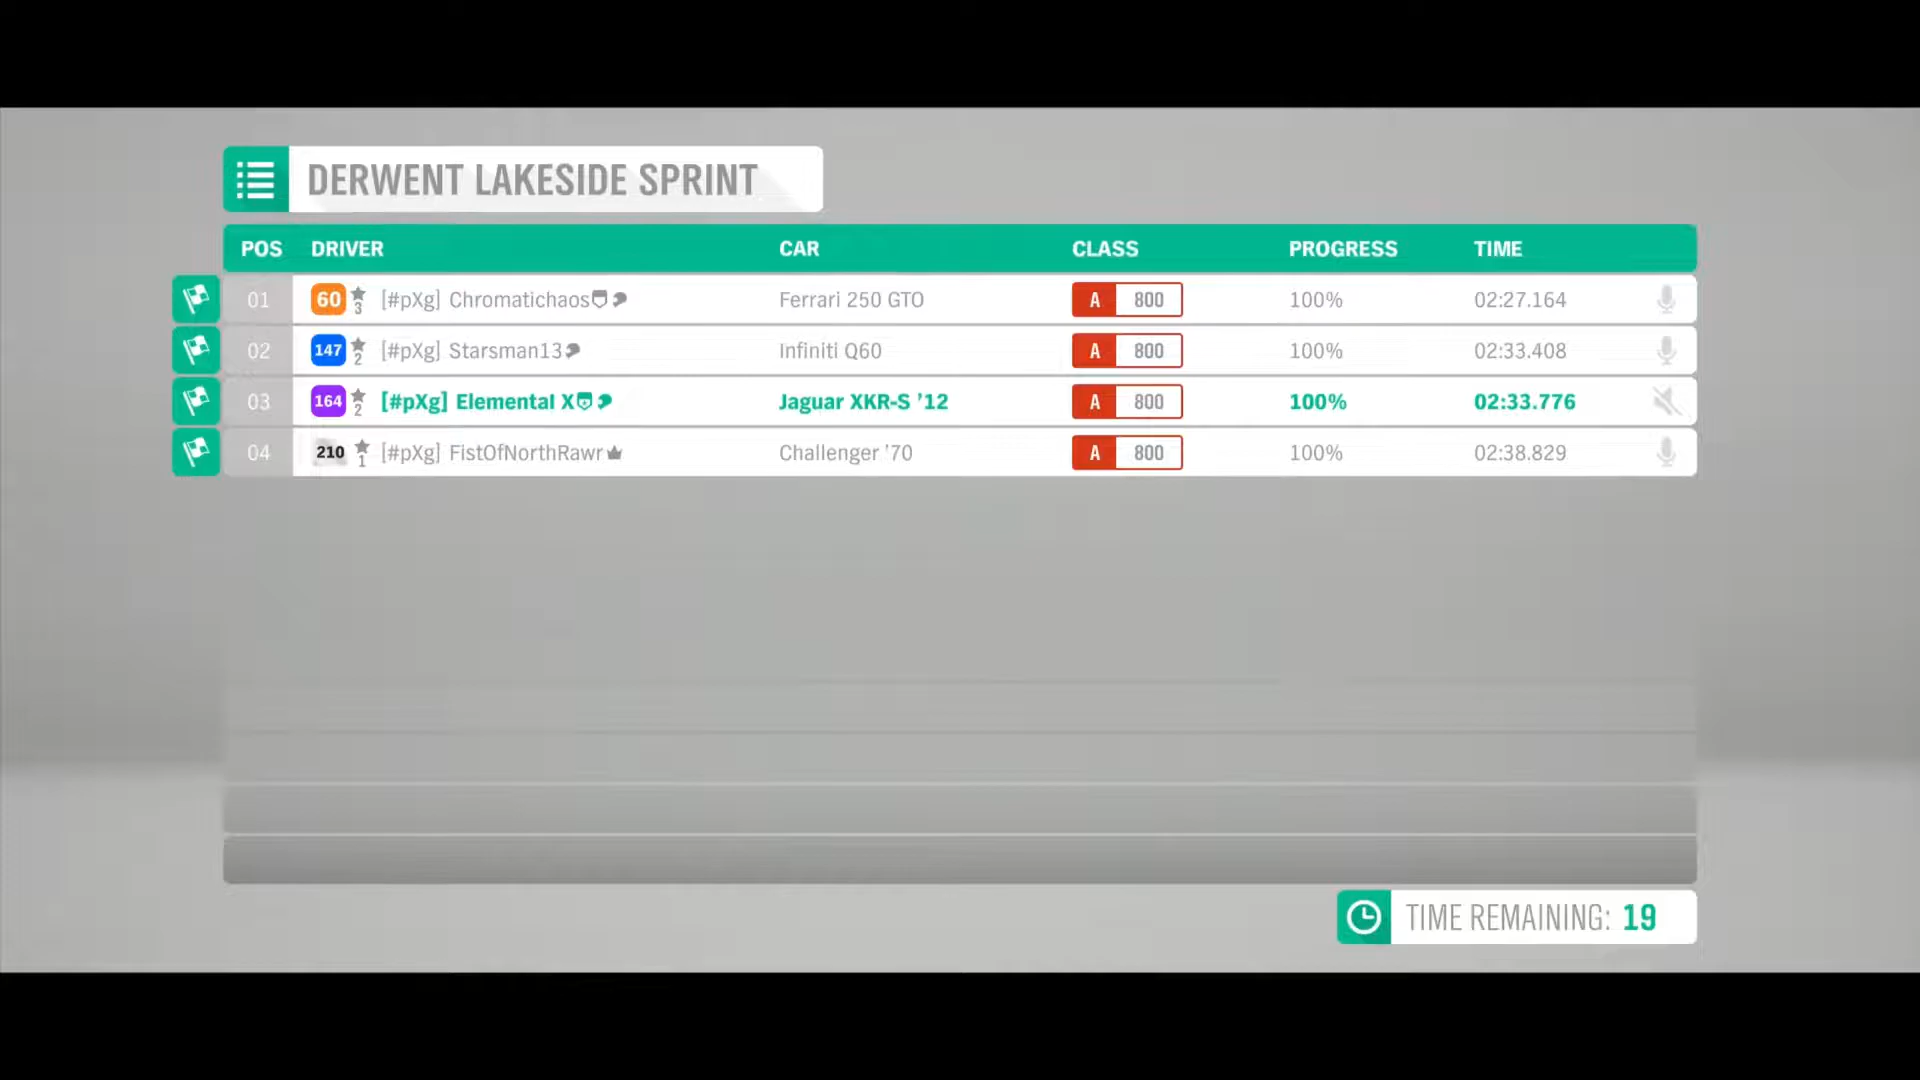 DERWENT LAKESIDE SPRINT
POS DRIVER CAR CLASS PROGRESS TIME
01 60 3 [#pXg] Chromatichaos Ferrari 250 GTO A 800 100% 02:27.164
02 147 2 [#pXg] Starsman13 Infiniti Q60 A 800 100% 02:33.408
03 164 2 [#pXg] Elemental X Jaguar XKR-S ’12 A 800 100% 02:33.776
04 210 1 [#pXg] FistOfNorthRawr Challenger ’70 A 800 100% 02:38.829
TIME REMAINING: 19